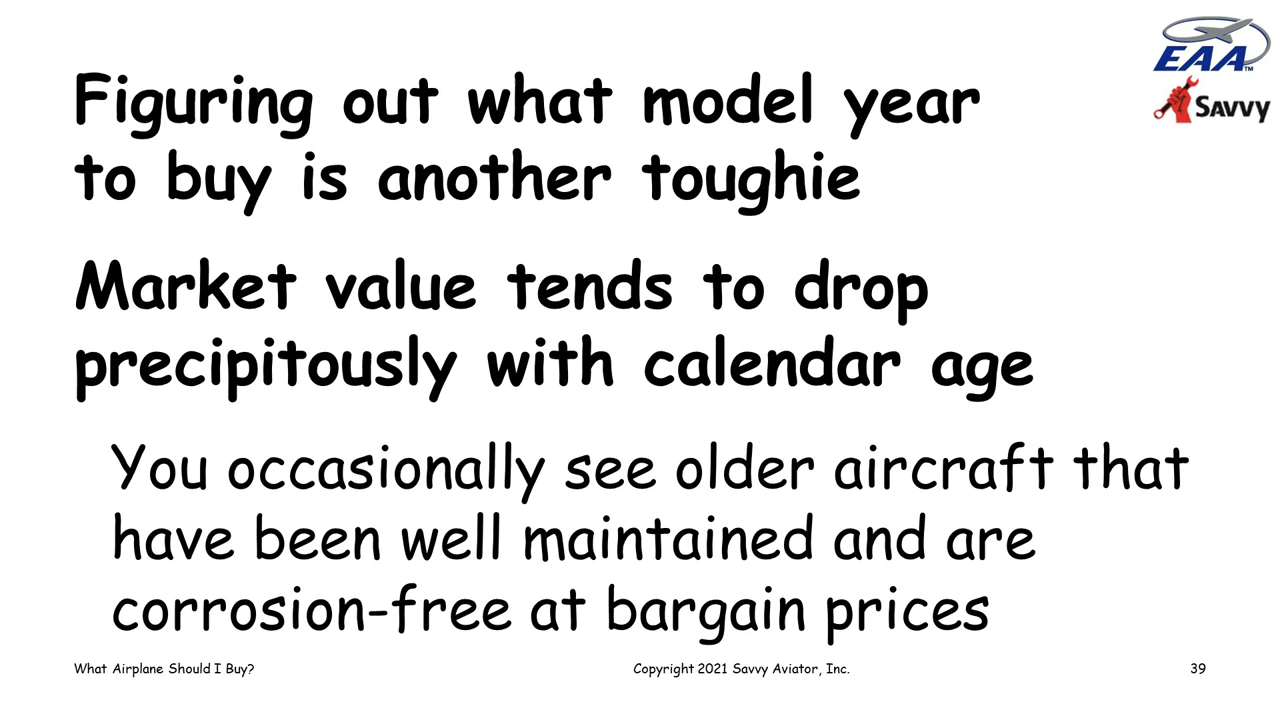 EAA™
Savvy
Figuring out what model year
to buy is another toughie
Market value tends to drop
precipitously with calendar age
You occasionally see older aircraft that
have been well maintained and are
corrosion-free at bargain prices
What Airplane Should I Buy?
Copyright 2021 Savvy Aviator, Inc.
39